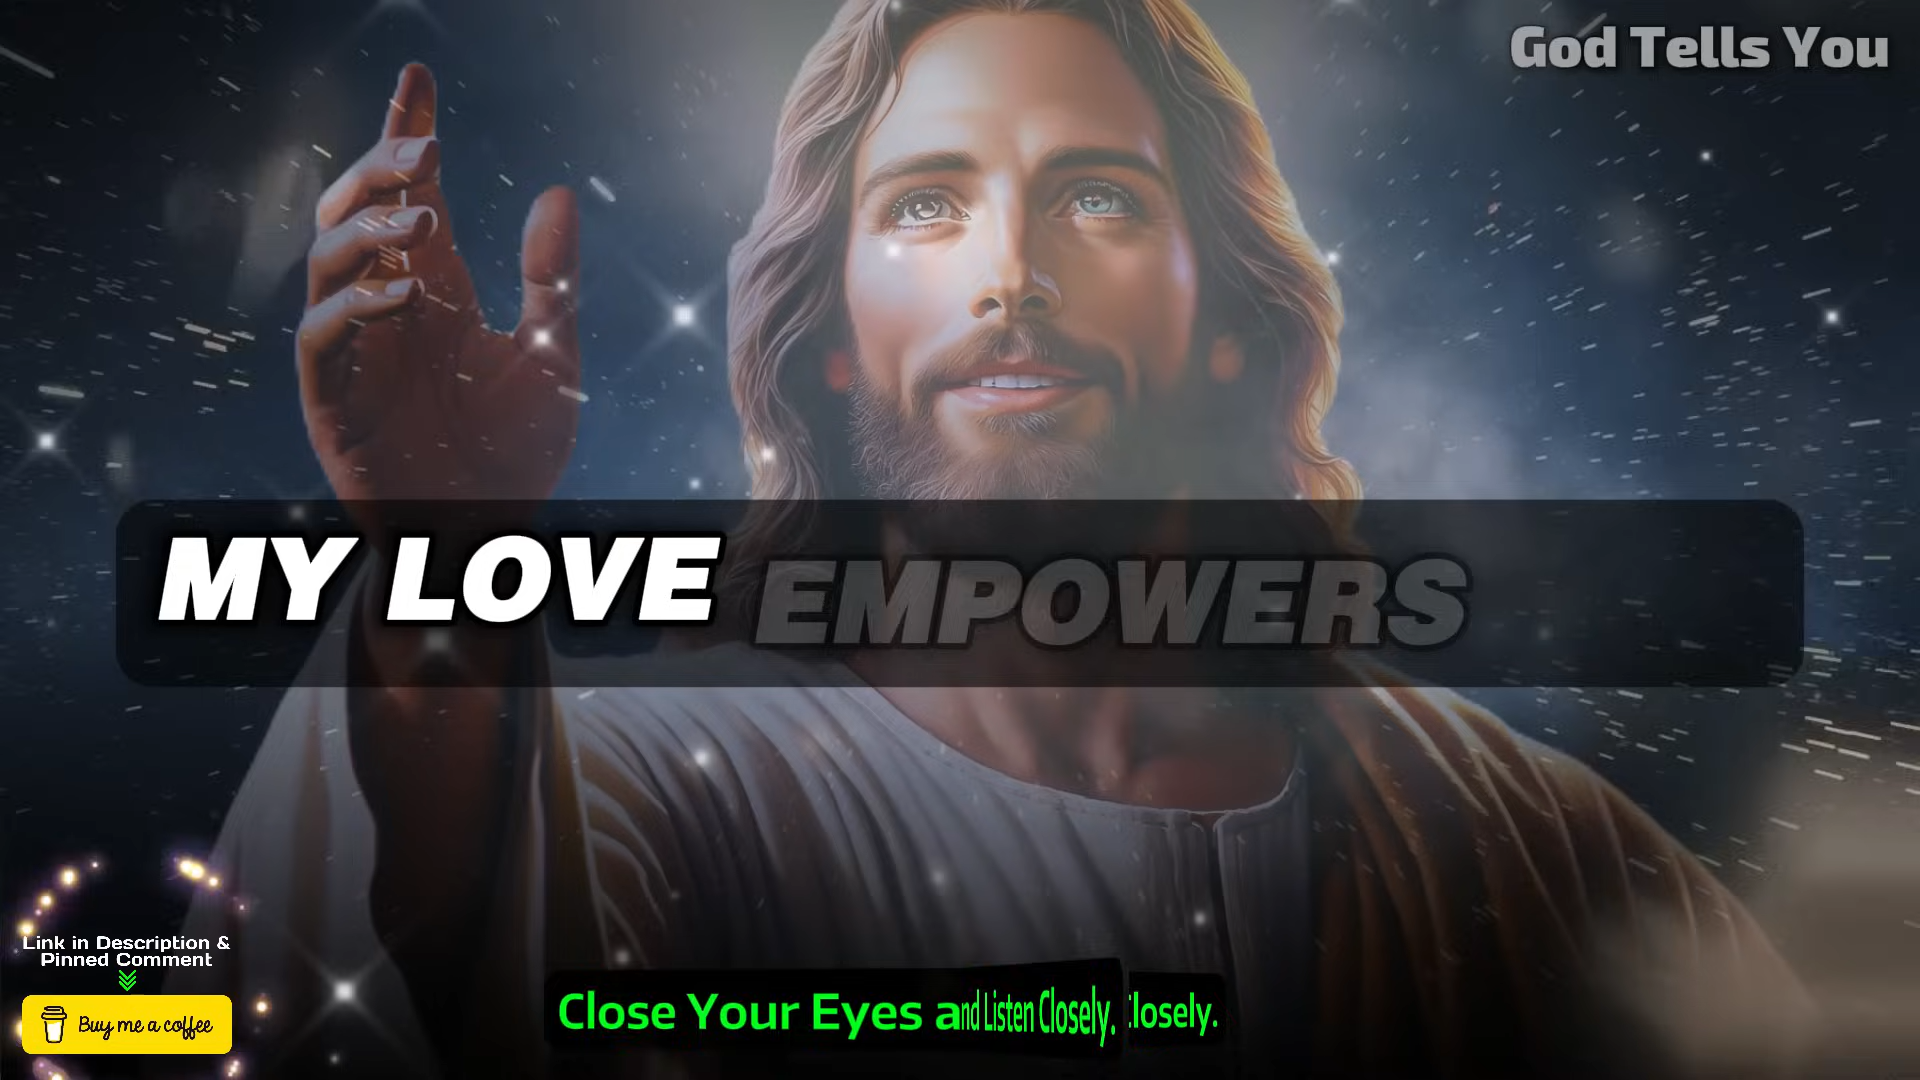 God Tells You
MY LOVE EMPOWERS
Link in Description &
Pinned Comment
Buy me a coffee
Close Your Eyes and Listen Closely. Closely.